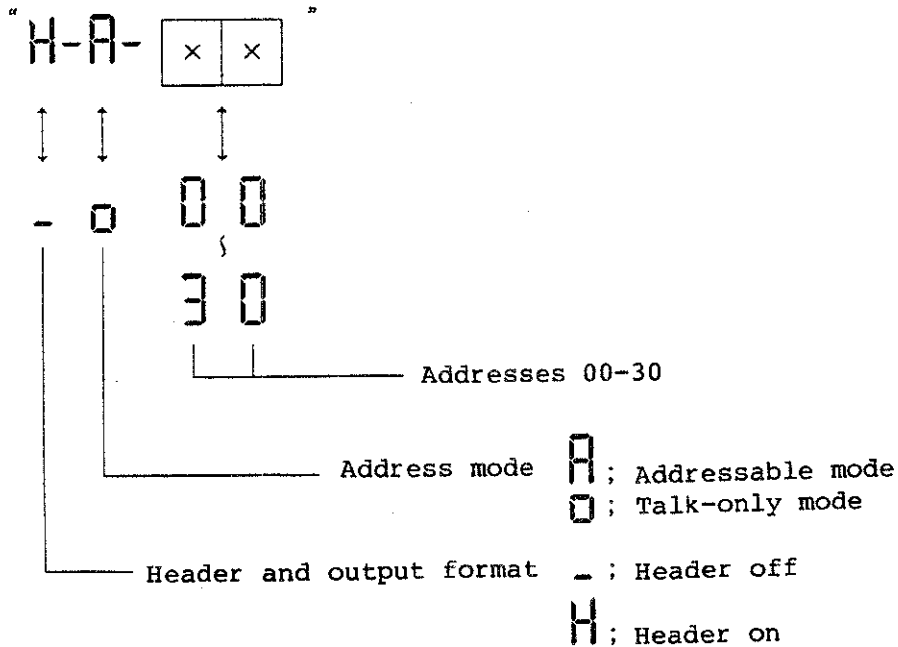 "H-A- × × "
- o 0 0
3 0
Addresses 00-30
Address mode A ; Addressable mode
o ; Talk-only mode
Header and output format - ; Header off
H ; Header on